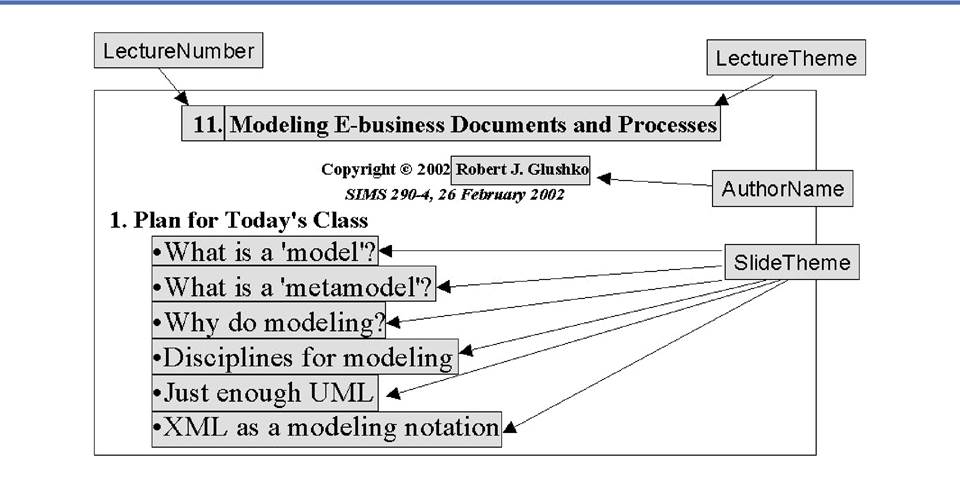 LectureNumber
LectureTheme
11. Modeling E-business Documents and Processes
Copyright © 2002 Robert J. Glushko
AuthorName
SIMS 290-4, 26 February 2002
1. Plan for Today's Class
•What is a 'model'?
SlideTheme
•What is a 'metamodel'?
•Why do modeling?
•Disciplines for modeling
•Just enough UML
•XML as a modeling notation